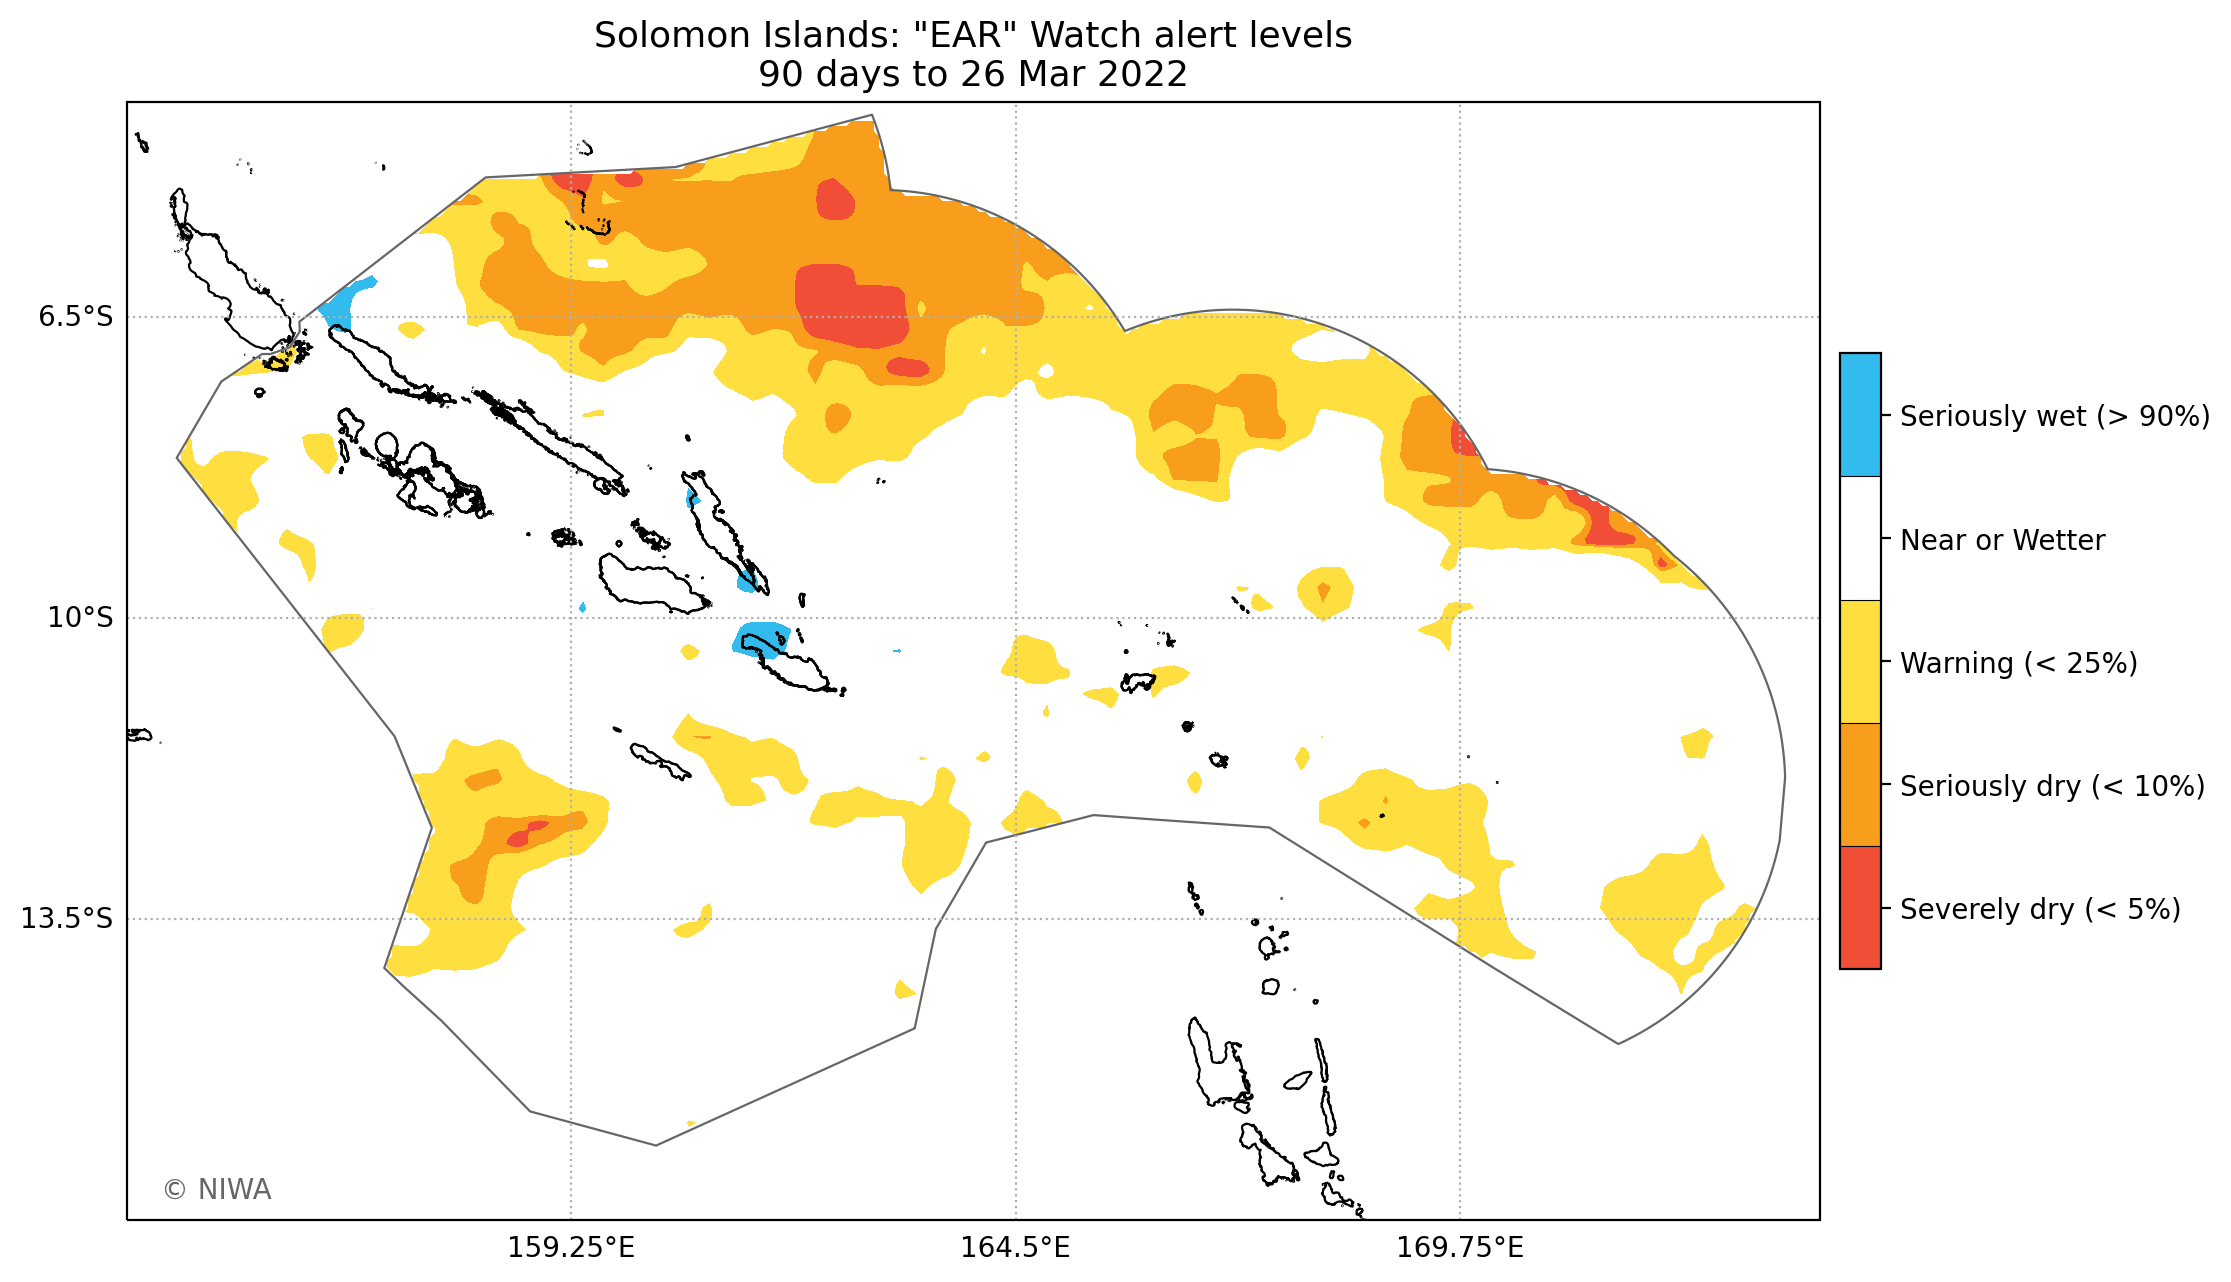 Solomon Islands: "EAR" Watch alert levels
90 days to 26 Mar 2022
6.5°S
10°S
13.5°S
159.25°E
164.5°E
169.75°E
Seriously wet (> 90%)
Near or Wetter
Warning (< 25%)
Seriously dry (< 10%)
Severely dry (< 5%)
© NIWA